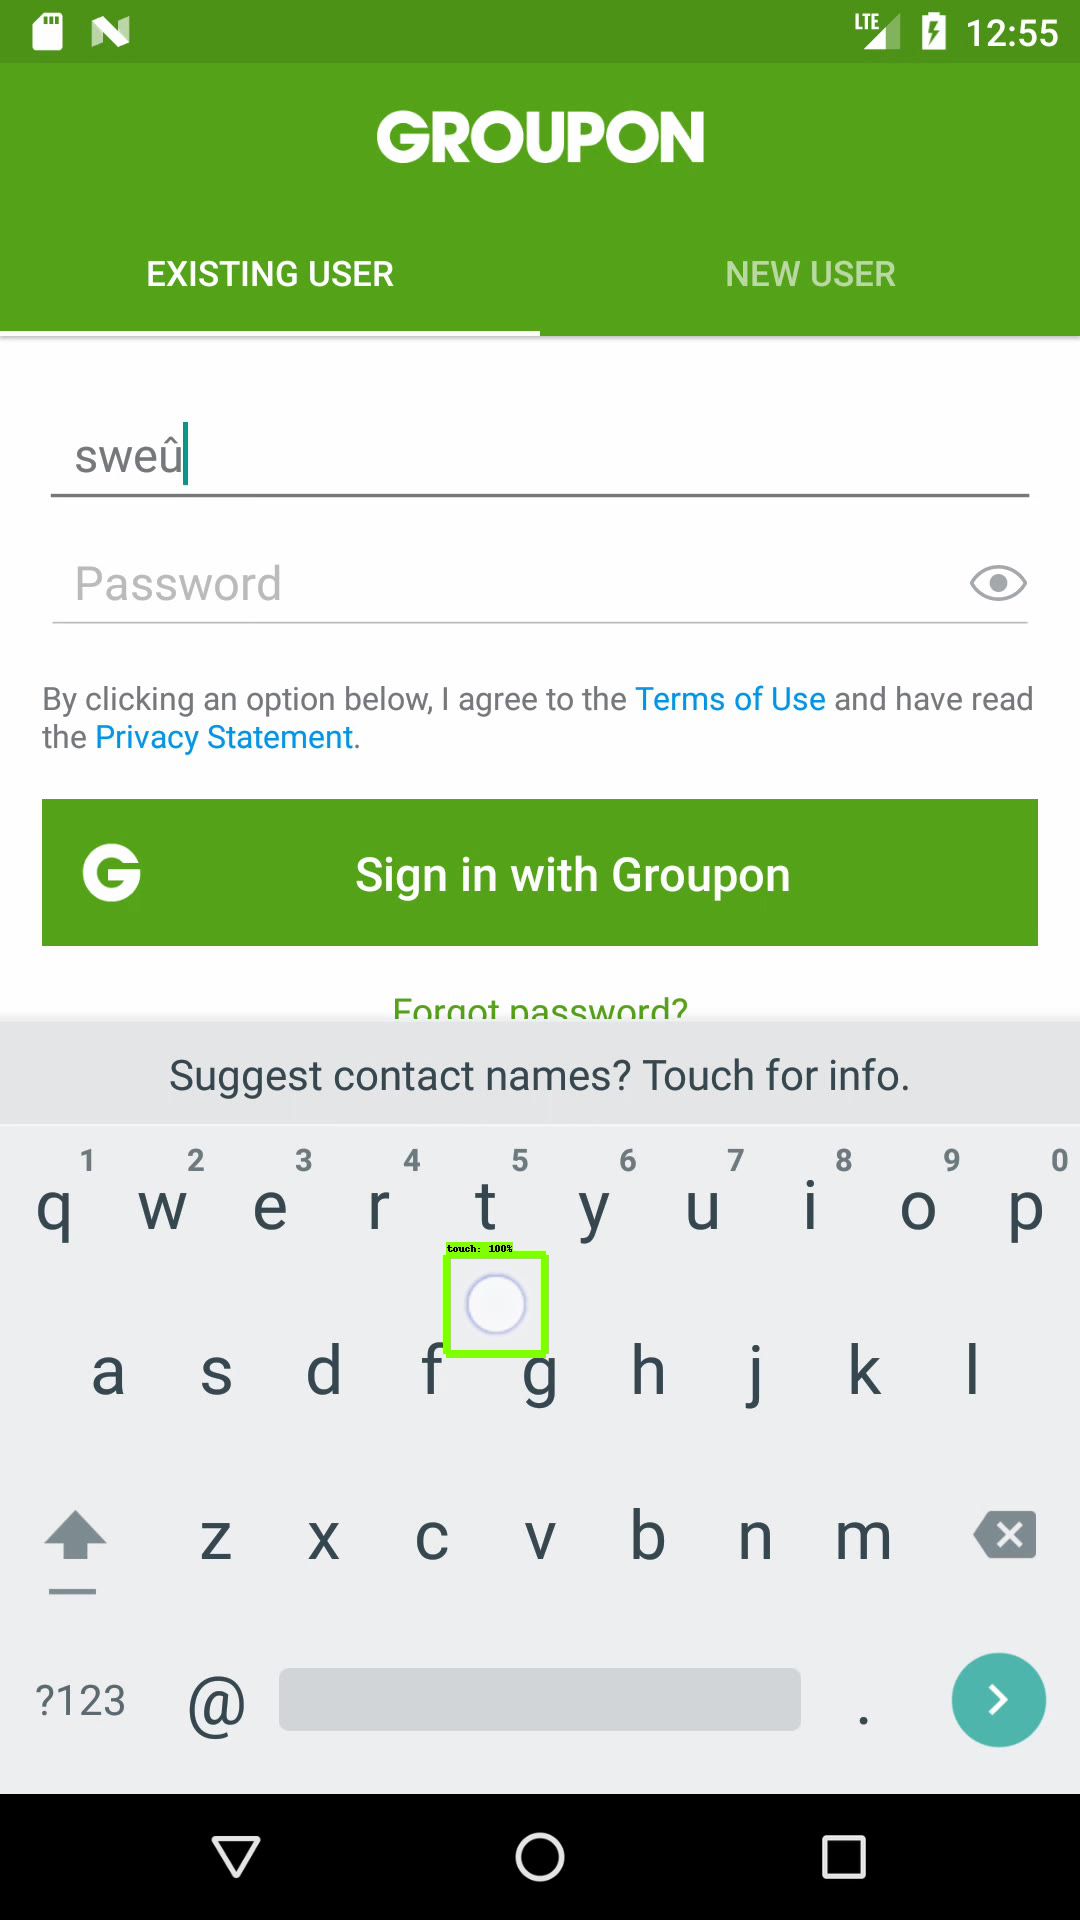 LTE 12:55
GROUPON
EXISTING USER NEW USER
sweû
Password
By clicking an option below, I agree to the Terms of Use and have read
the Privacy Statement.
G Sign in with Groupon
Forgot password?
Suggest contact names? Touch for info.
1 2 3 4 5 6 7 8 9 0
q w e r t y u i o p
touch: 100%
a s d f g h j k l
z x c v b n m
?123 @ .